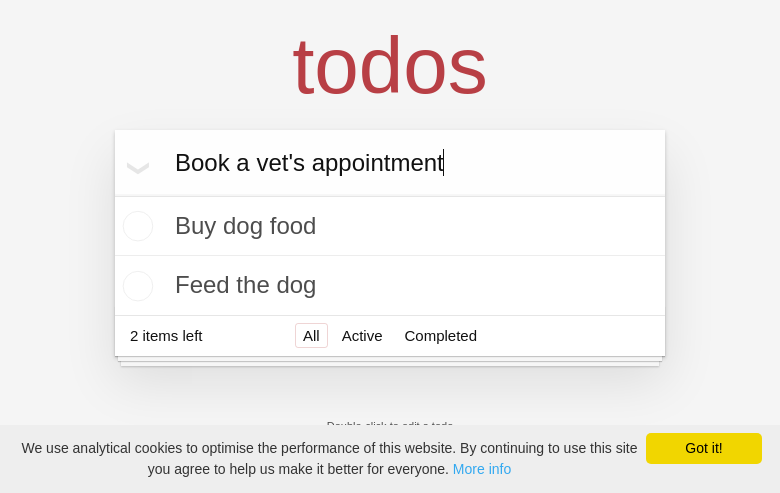 todos
Book a vet's appointment
Buy dog food
Feed the dog
2 items left All Active Completed
Double-click to edit a todo
We use analytical cookies to optimise the performance of this website. By continuing to use this site
you agree to help us make it better for everyone. More info
Got it!